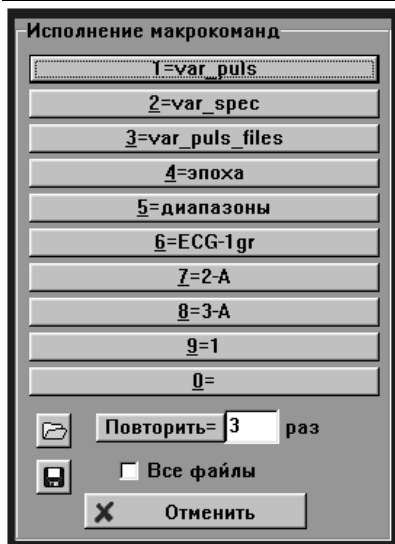 Исполнение макрокоманд
1=var_puls
2=var_spec
3=var_puls_files
4=эпоха
5=диапазоны
6=ECG-1gr
7=2-A
8=3-A
9=1
0=
Повторить= 3 раз
Все файлы
Отменить